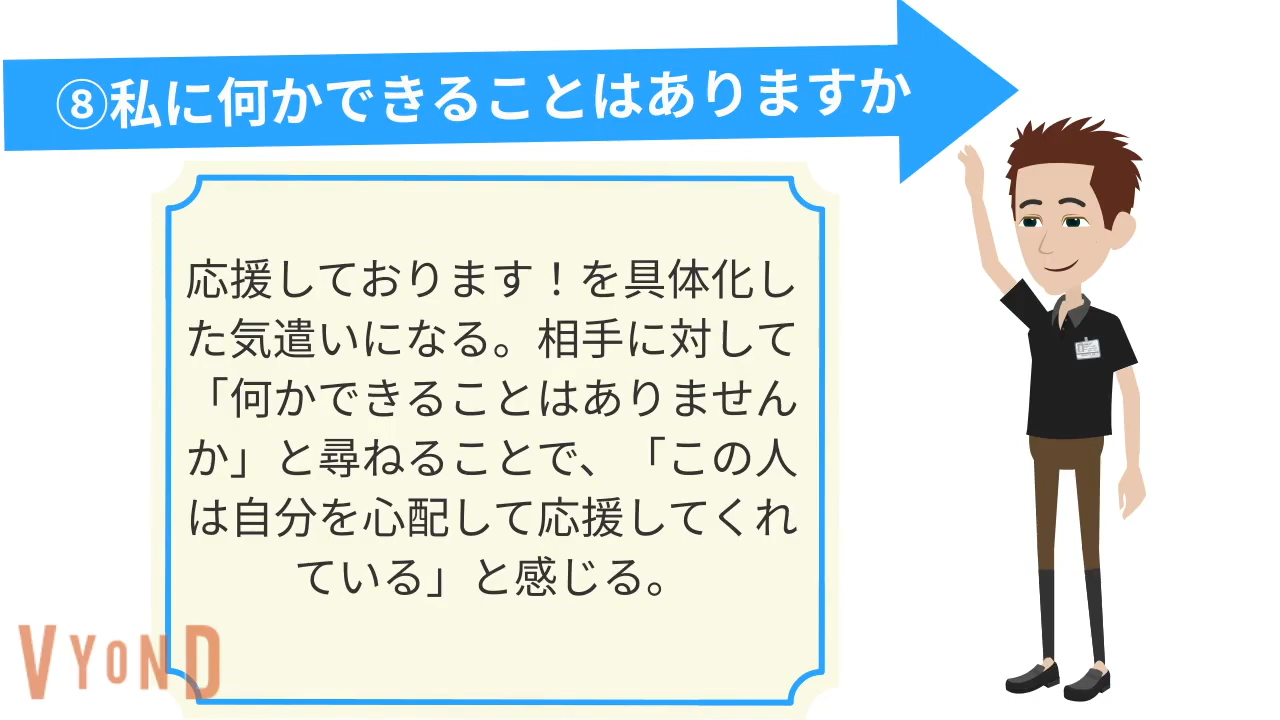 ⑧私に何かできることはありますか
応援しております！を具体化し
た気遣いになる。相手に対して
「何かできることはありません
か」と尋ねることで、「この人
は自分を心配して応援してくれ
ている」と感じる。
VYOND